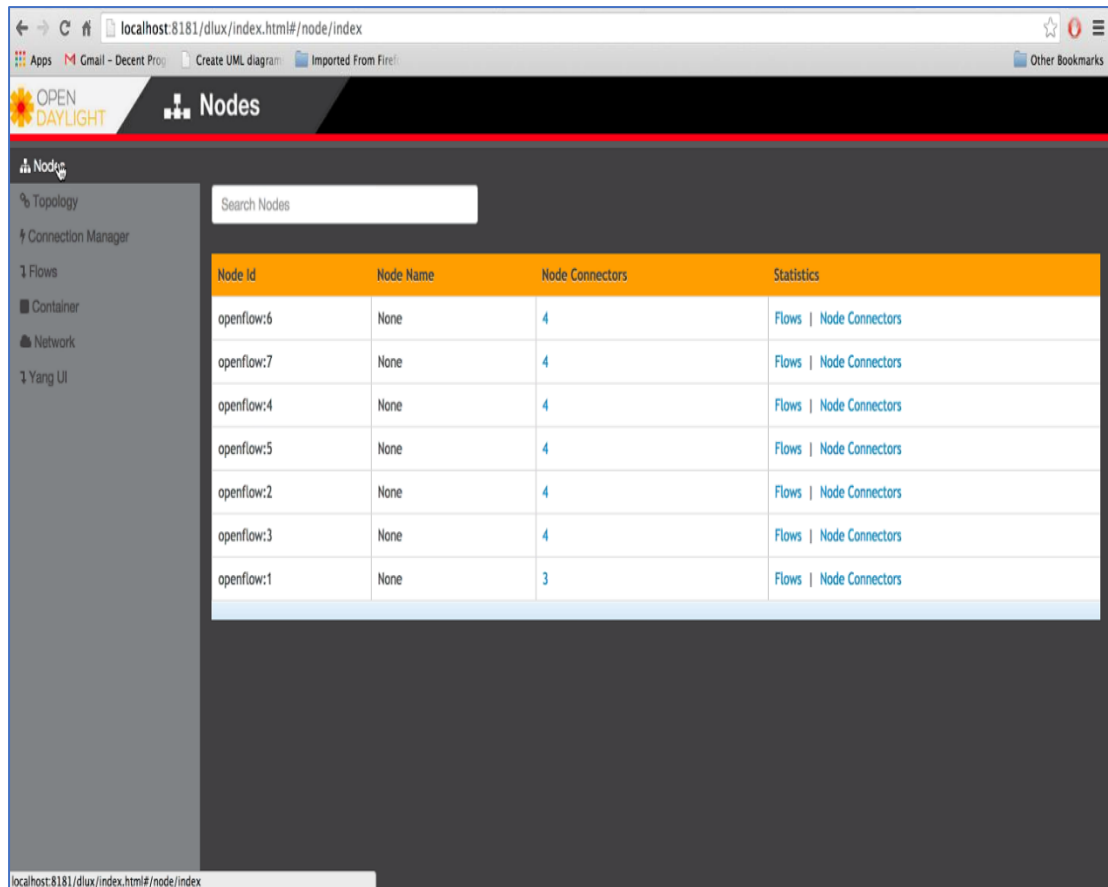 localhost:8181/dlux/index.html#/node/index
Apps Gmail - Decent Prog Create UML diagram Imported From Firef Other Bookmarks
OPEN
DAYLIGHT
Nodes
Nodes
Topology
Connection Manager
Flows
Container
Network
Yang UI
Search Nodes
Node Id Node Name Node Connectors Statistics
openflow:6 None 4 Flows | Node Connectors
openflow:7 None 4 Flows | Node Connectors
openflow:4 None 4 Flows | Node Connectors
openflow:5 None 4 Flows | Node Connectors
openflow:2 None 4 Flows | Node Connectors
openflow:3 None 4 Flows | Node Connectors
openflow:1 None 3 Flows | Node Connectors
localhost:8181/dlux/index.html#/node/index